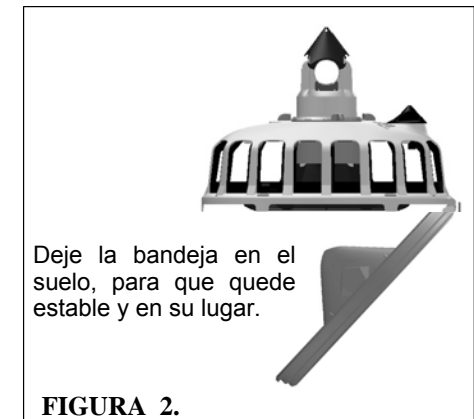 Deje la bandeja en el
suelo, para que quede
estable y en su lugar.
FIGURA 2.